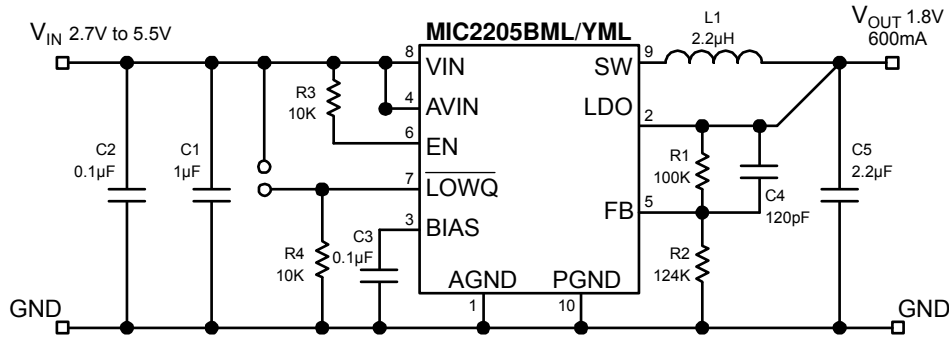 MIC2205BML/YML
VIN 2.7V to 5.5V
L1
2.2µH
VOUT 1.8V
600mA
8
VIN
SW
9
4
AVIN
LDO
2
R3
10K
6
EN
C2
0.1µF
C1
1µF
7
LOWQ
R1
100K
C4
120pF
C5
2.2µF
3
BIAS
FB
5
R4
10K
C3
0.1µF
R2
124K
AGND
PGND
1
10
GND
GND